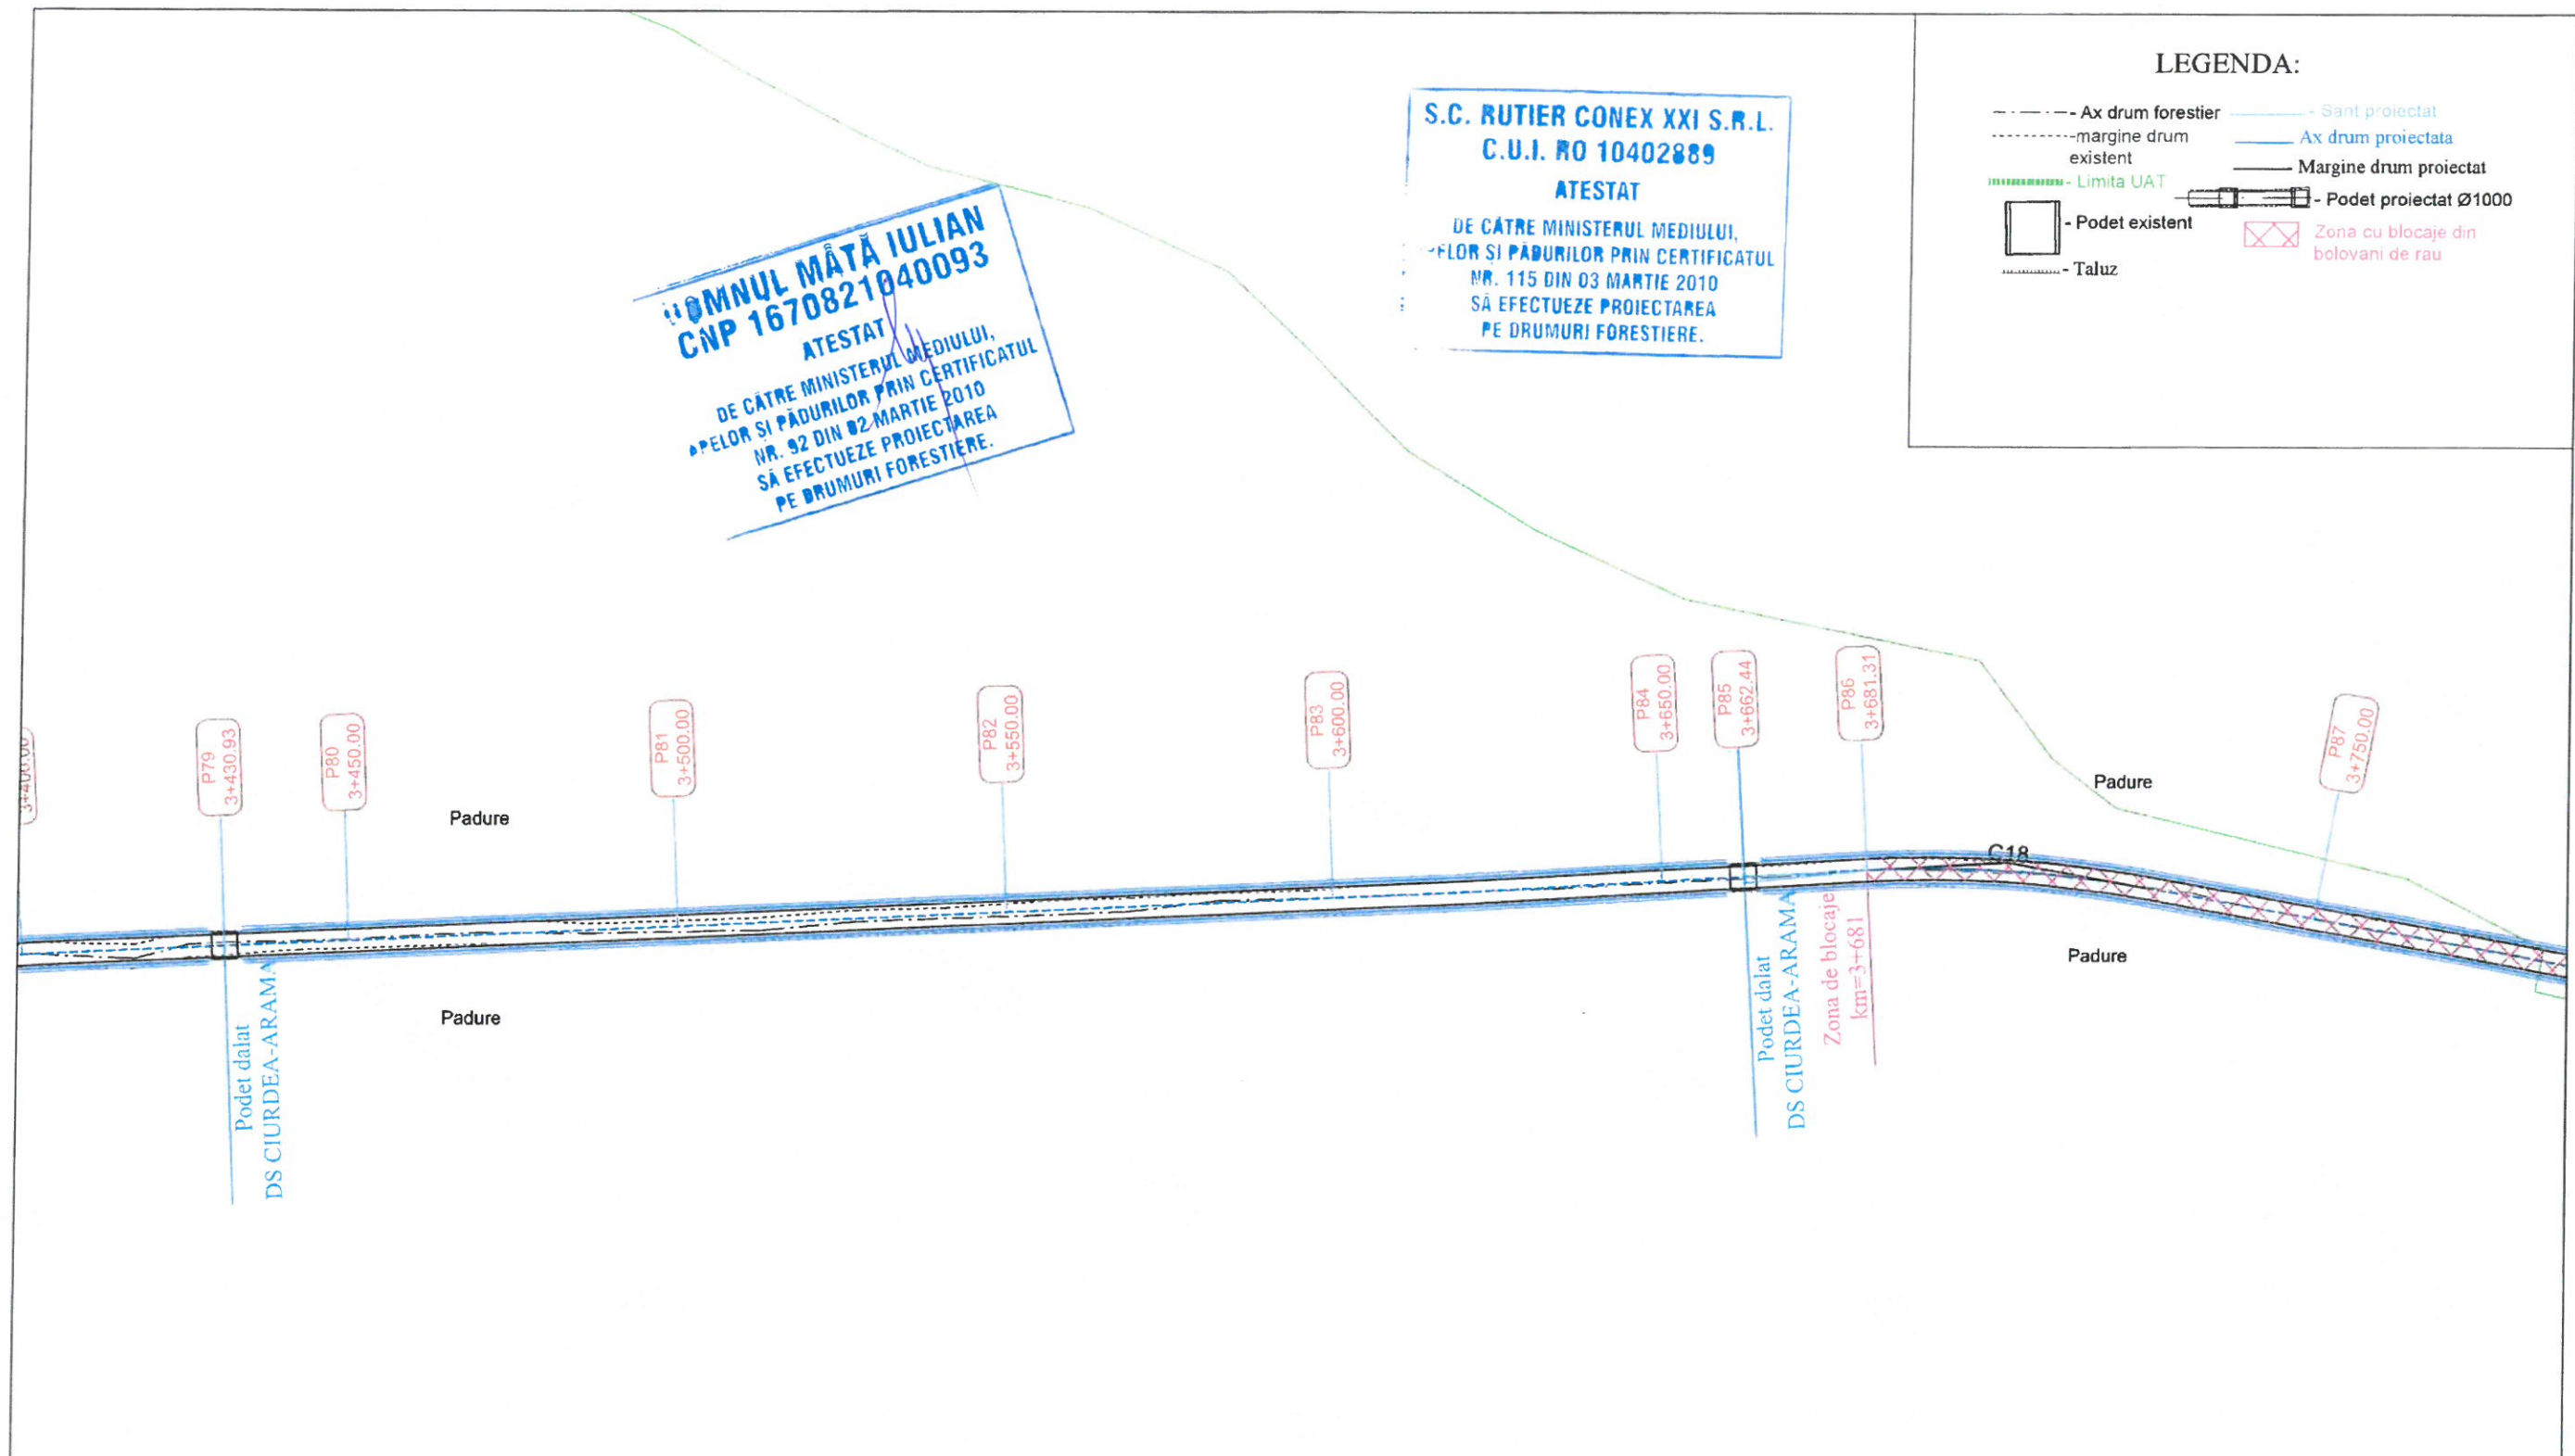 LEGENDA:
- Ax drum forestier
-margine drum
existent
- Limita UAT
- Podet existent
- Taluz
- Sant proiectat
Ax drum proiectata
Margine drum proiectat
- Podet proiectat Ø1000
Zona cu blocaje din
bolovani de rau
S.C. RUTIER CONEX XXI S.R.L.
C.U.I. RO 10402889
ATESTAT
DE CĂTRE MINISTERUL MEDIULUI,
ȘI PĂDURILOR PRIN CERTIFICATUL
NR. 115 DIN 03 MARTIE 2010
SĂ EFECTUEZE PROIECTAREA
PE DRUMURI FORESTIERE.
MÂȚĂ IULIAN
CNP 1670821040093
ATESTAT
DE CĂTRE MINISTERUL MEDIULUI,
APELOR ȘI PĂDURILOR PRIN CERTIFICATUL
NR. 92 DIN 02 MARTIE 2010
SĂ EFECTUEZE PROIECTAREA
PE DRUMURI FORESTIERE.
3+400.00
P79
3+430.93
P80
3+450.00
P81
3+500.00
P82
3+550.00
P83
3+600.00
P84
3+650.00
P85
3+662.44
P86
3+681.31
P87
3+750.00
Padure
Padure
C18
Padure
Padure
Podet dalat
DS CIURDEA-ARAMA
Podet dalat
DS CIURDEA-ARAMA
Zona de blocaje
km=3+681